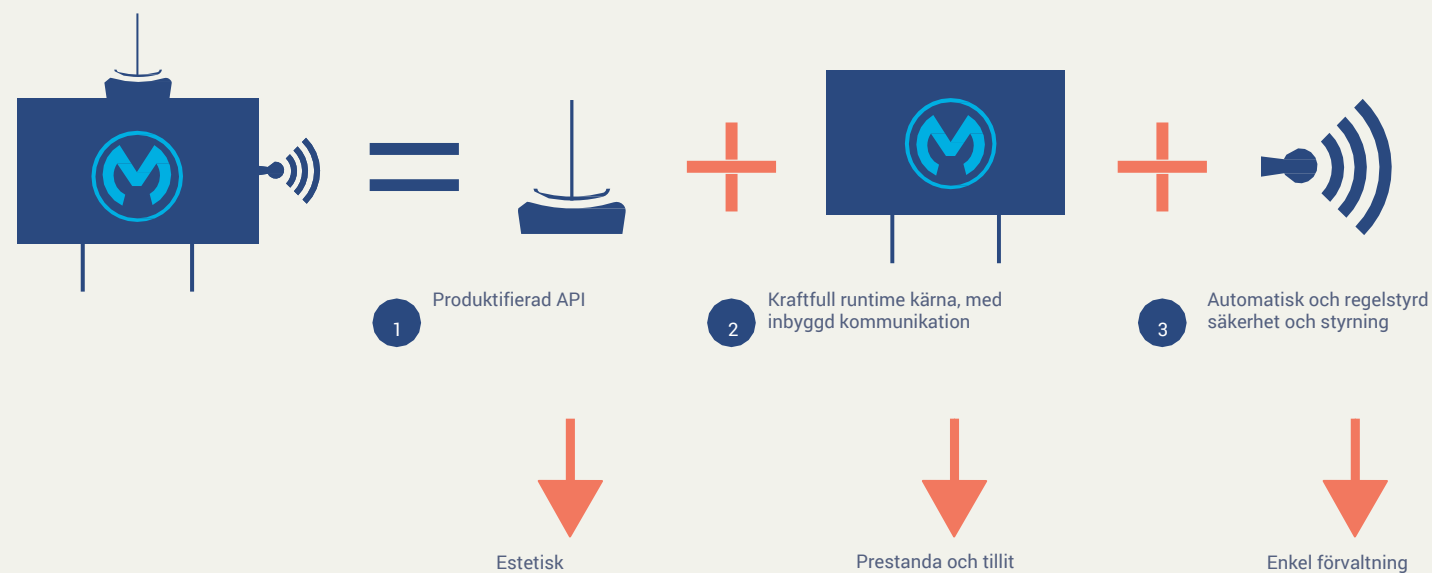 1
Produktifierad API
2
Kraftfull runtime kärna, med
inbyggd kommunikation
3
Automatisk och regelstyrd
säkerhet och styrning
Estetisk
Prestanda och tillit
Enkel förvaltning